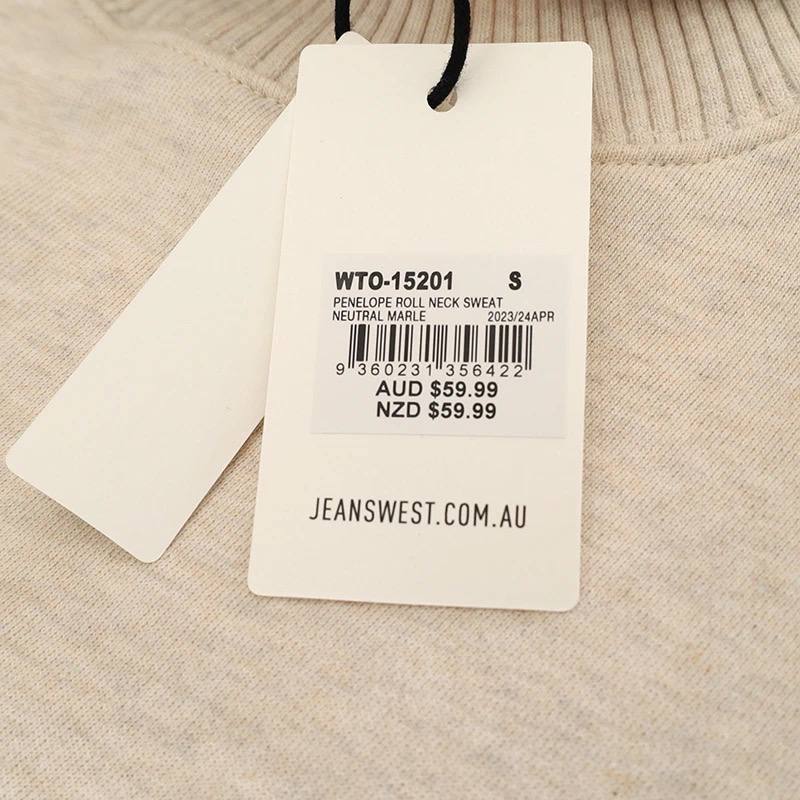 WTO-15201 S
PENELOPE ROLL NECK SWEAT
NEUTRAL MARLE 2023/24APR
9 360231 356422
AUD $59.99
NZD $59.99
JEANSWEST.COM.AU